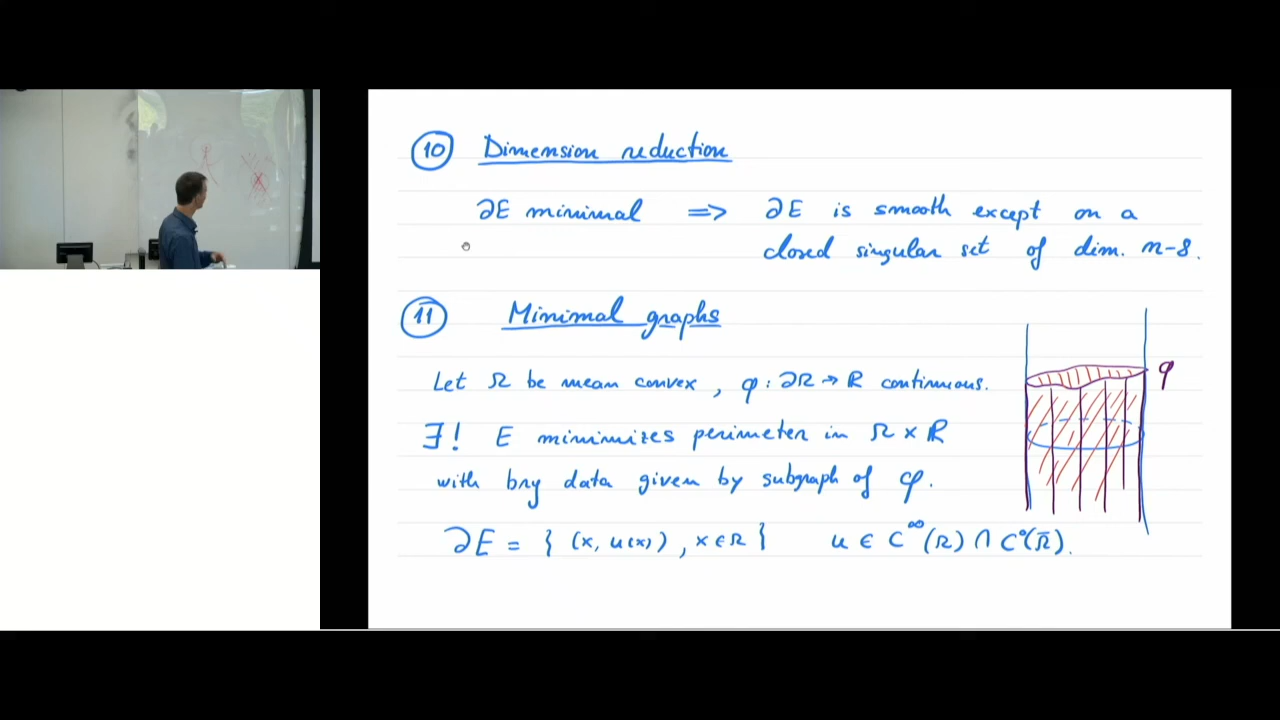 10 Dimension reduction
∂E minimal ⇒ ∂E is smooth except on a
closed singular set of dim. n-8.
11 Minimal graphs
Let Ω be mean convex, φ: ∂Ω → ℝ continuous.
φ
∃! E minimizes perimeter in Ω × ℝ
with bry data given by subgraph of φ.
∂E = { (x, u(x)), x ∈ Ω } u ∈ C^∞(Ω) ∩ C⁰(Ω̄).